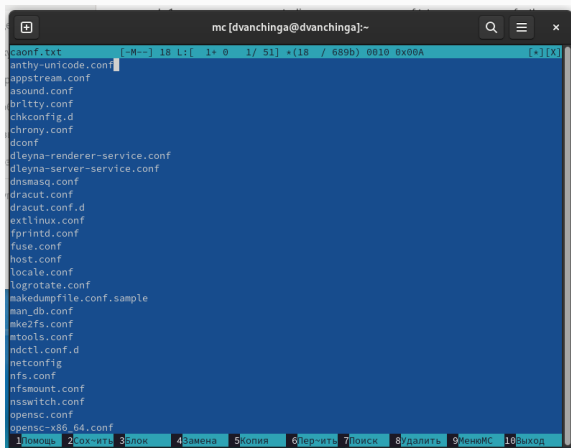 mc [dvanchinga@dvanchinga]:~
caonf.txt [-M--] 18 L:[ 1+ 0 1/ 51] *(18 / 689b) 0010 0x00A [*][X]
anthy-unicode.conf
appstream.conf
asound.conf
brltty.conf
chkconfig.d
chrony.conf
dconf
dleyna-renderer-service.conf
dleyna-server-service.conf
dnsmasq.conf
dracut.conf
dracut.conf.d
extlinux.conf
fprintd.conf
fuse.conf
host.conf
locale.conf
logrotate.conf
makedumpfile.conf.sample
man_db.conf
mke2fs.conf
mtools.conf
ndctl.conf.d
netconfig
nfs.conf
nfsmount.conf
nsswitch.conf
opensc.conf
opensc-x86_64.conf
1Помощь 2Сох~ить 3Блок 4Замена 5Копия 6Пер~ить 7Поиск 8Удалить 9МенюMC 10Выход